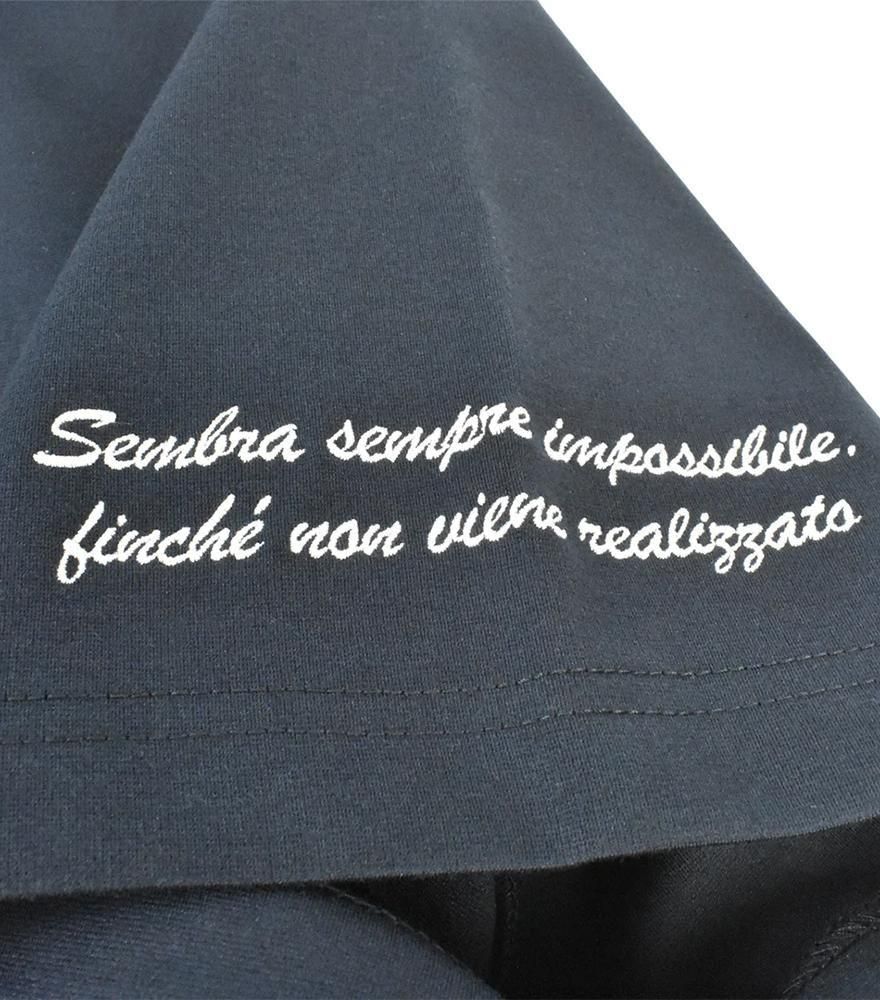 Sembra sempre impossibile.
finché non viene realizzato